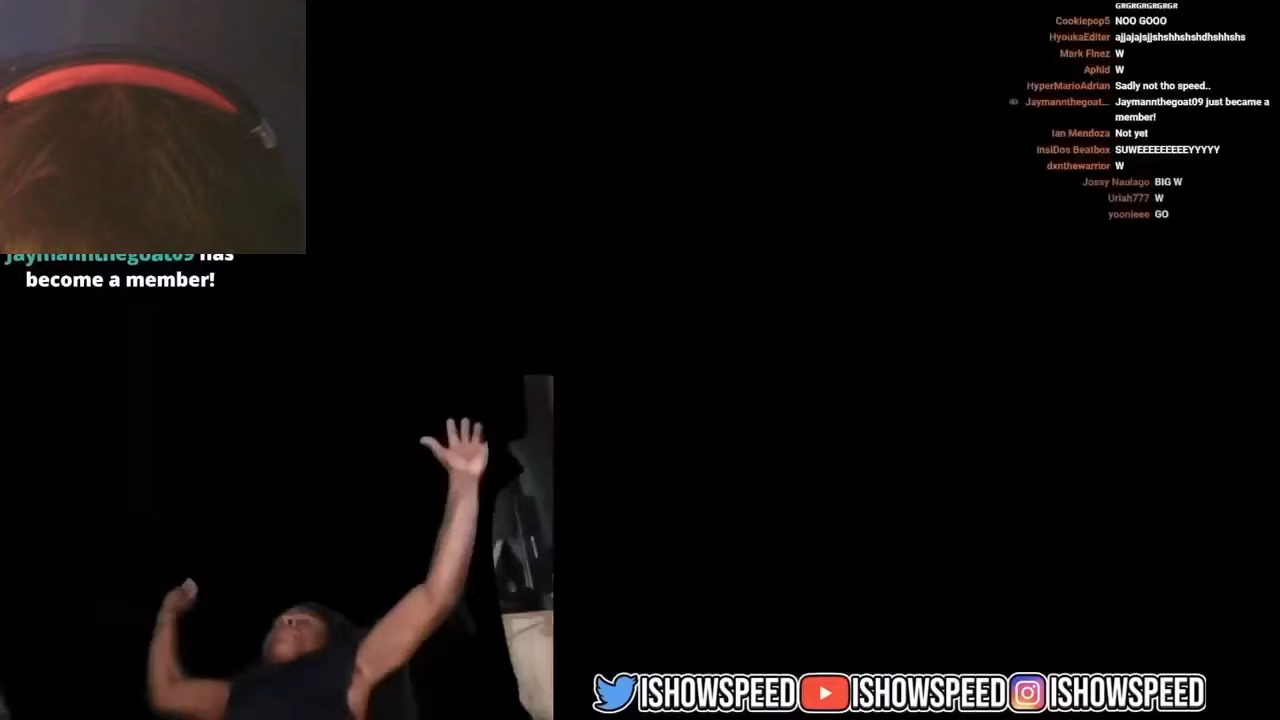 GRGRGRGRGRGR
Cookiepop5 NOO GOOO
HyoukaEditer ajjajajsjjshshhshshdhshhshs
Mark Finez W
Aphid W
HyperMarioAdrian Sadly not tho speed..
Jaymannthegoat... Jaymannthegoat09 just became a
member!
Ian Mendoza Not yet
InsiDos Beatbox SUWEEEEEEEEEYYYYY
dxnthewarrior W
Jossy Naulago BIG W
Uriah777 W
yoonieee GO
Jaymannthegoat09 has
become a member!
ISHOWSPEED ISHOWSPEED ISHOWSPEED